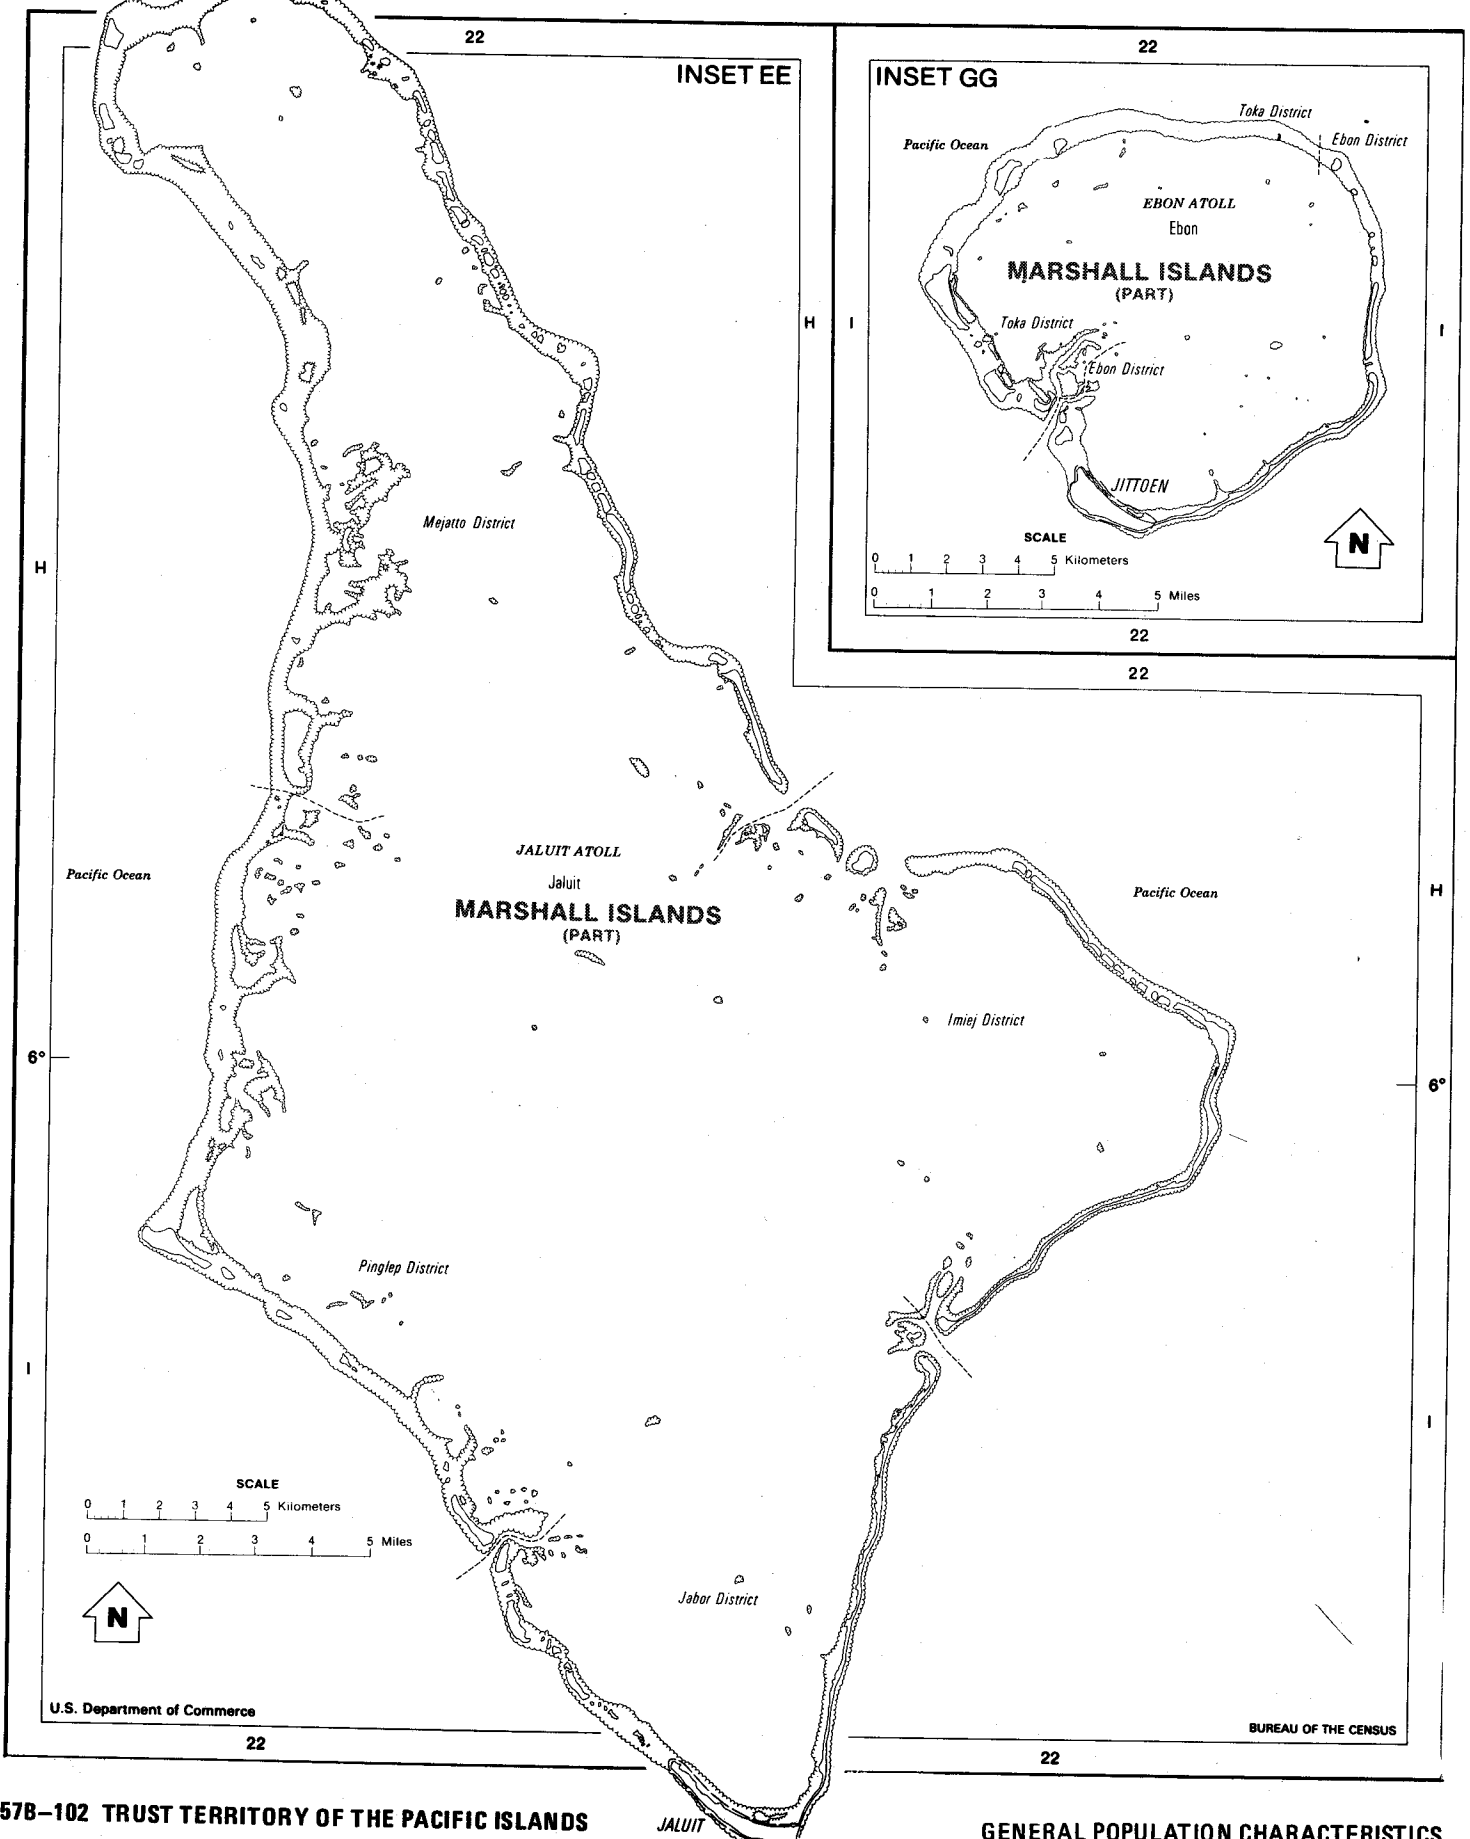 22
22
INSET EE
INSET GG
Toka District
Pacific Ocean
Ebon District
EBON ATOLL
Ebon
MARSHALL ISLANDS
(PART)
H
I
Toka District
I
Ebon District
JITTOEN
Mejatto District
SCALE
0 1 2 3 4 5 Kilometers
0 1 2 3 4 5 Miles
N
H
22
22
JALUIT ATOLL
Jaluit
MARSHALL ISLANDS
(PART)
Pacific Ocean
Pacific Ocean
H
Imiej District
6°
6°
Pinglep District
I
I
SCALE
0 1 2 3 4 5 Kilometers
0 1 2 3 4 5 Miles
N
Jabor District
U.S. Department of Commerce
BUREAU OF THE CENSUS
22
22
57B–102 TRUST TERRITORY OF THE PACIFIC ISLANDS
JALUIT
GENERAL POPULATION CHARACTERISTICS